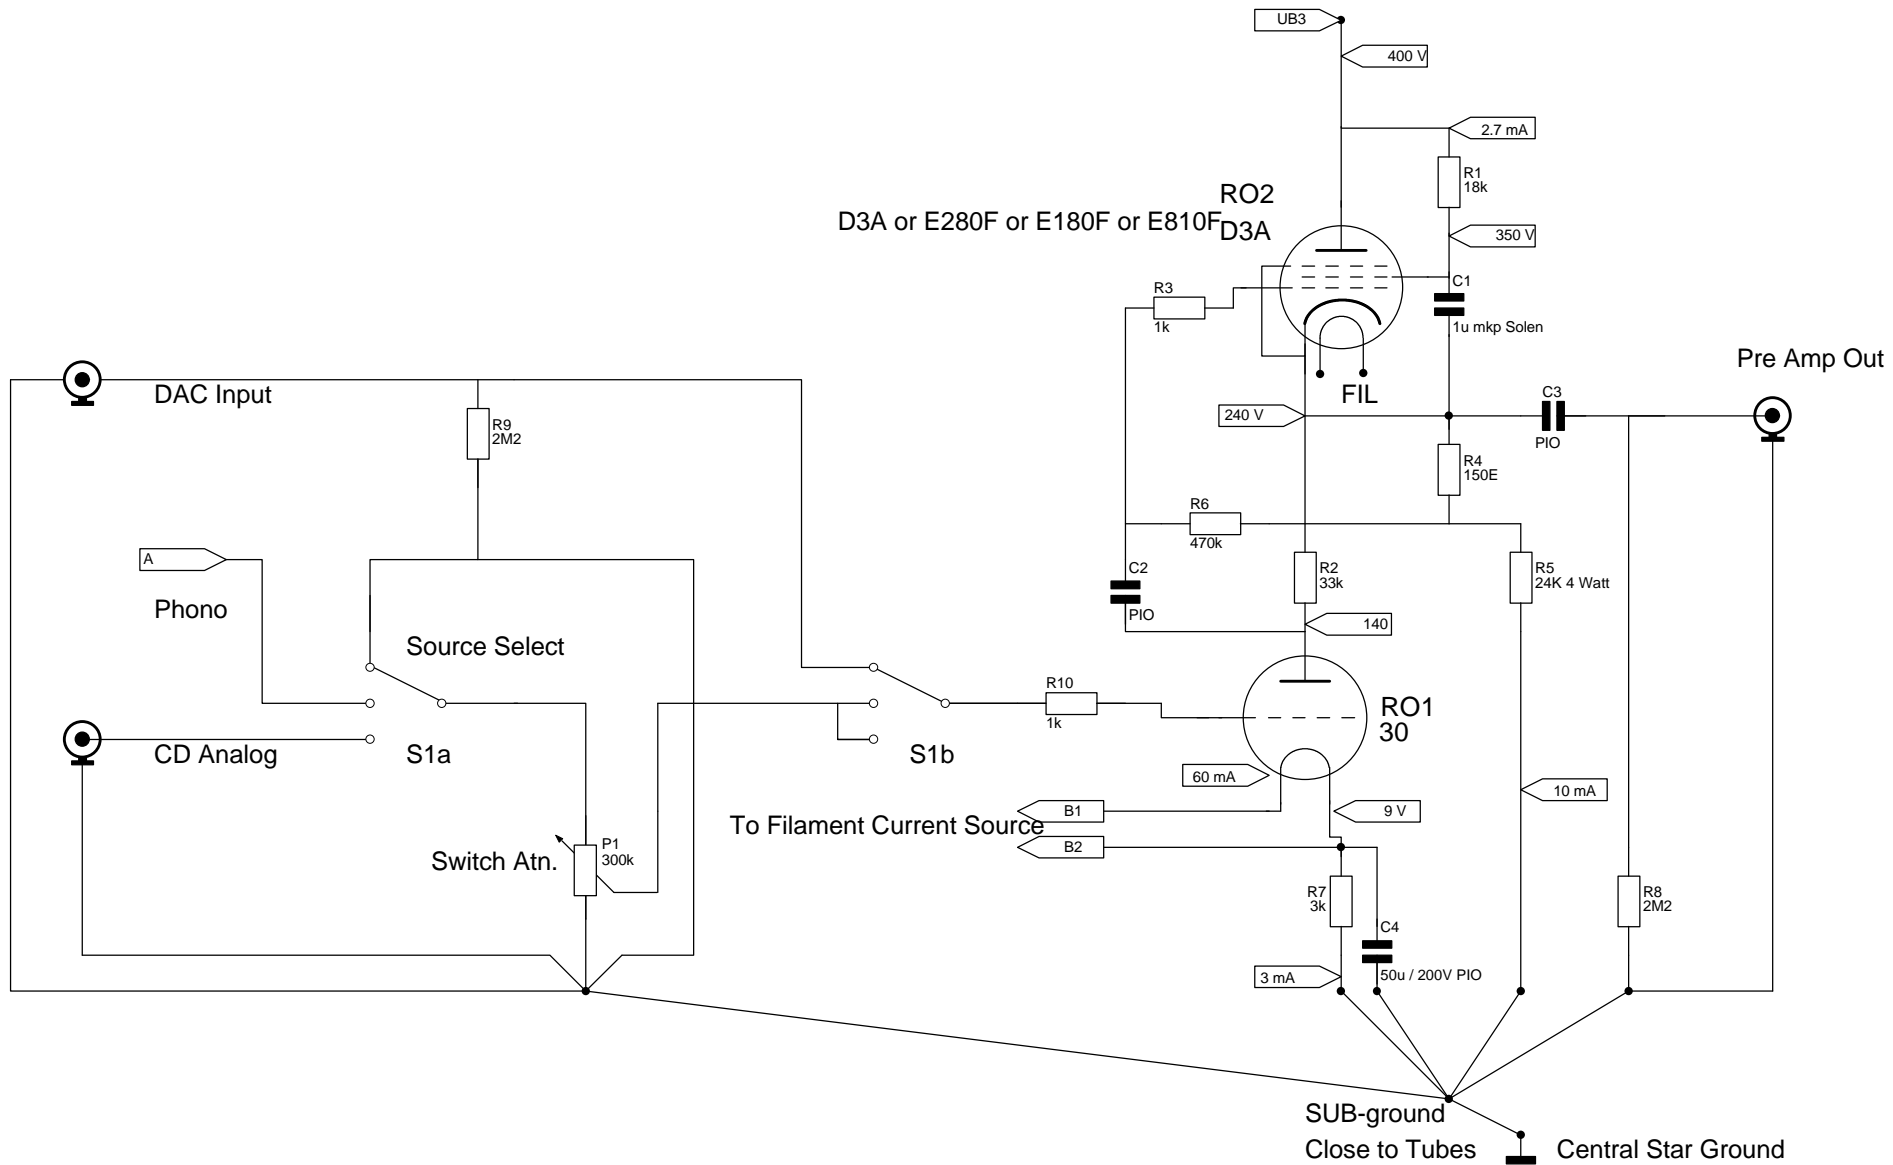 UB3
400 V
2.7 mA
R1
18k
RO2
D3A or E280F or E180F or E810F
D3A
350 V
C1
1u mkp Solen
R3
1k
FIL
Pre Amp Out
DAC Input
C3
PIO
240 V
R9
2M2
R4
150E
R6
470k
A
Phono
C2
PIO
R2
33k
R5
24K 4 Watt
140
Source Select
R10
1k
RO1
30
CD Analog
S1a
S1b
60 mA
10 mA
B1
9 V
To Filament Current Source
B2
P1
300k
Switch Atn.
R7
3k
R8
2M2
C4
50u / 200V PIO
3 mA
SUB-ground
Close to Tubes
Central Star Ground